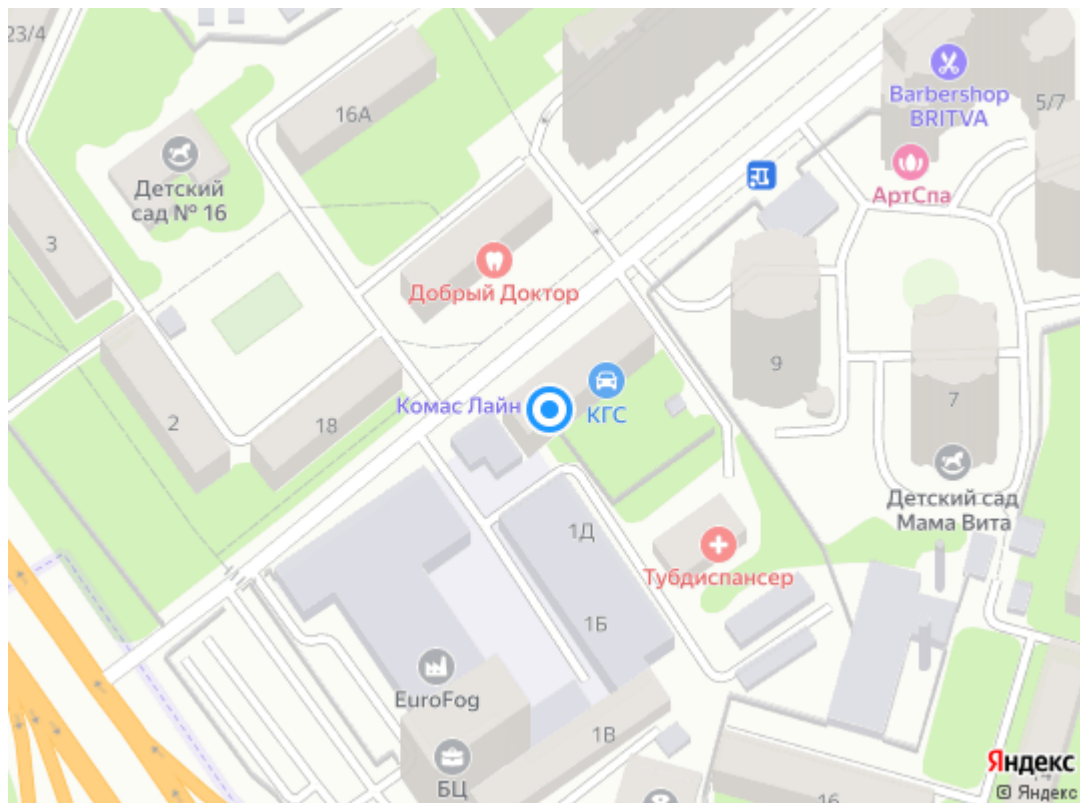 23/4
16А
Barbershop
BRITVA
5/7
Детский
сад № 16
АртСпа
3
Добрый Доктор
9
2
18
Комас Лайн
КГС
7
Детский сад
Мама Вита
1Д
Тубдиспансер
1Б
EuroFog
1В
БЦ
16
Яндекс
© Яндекс